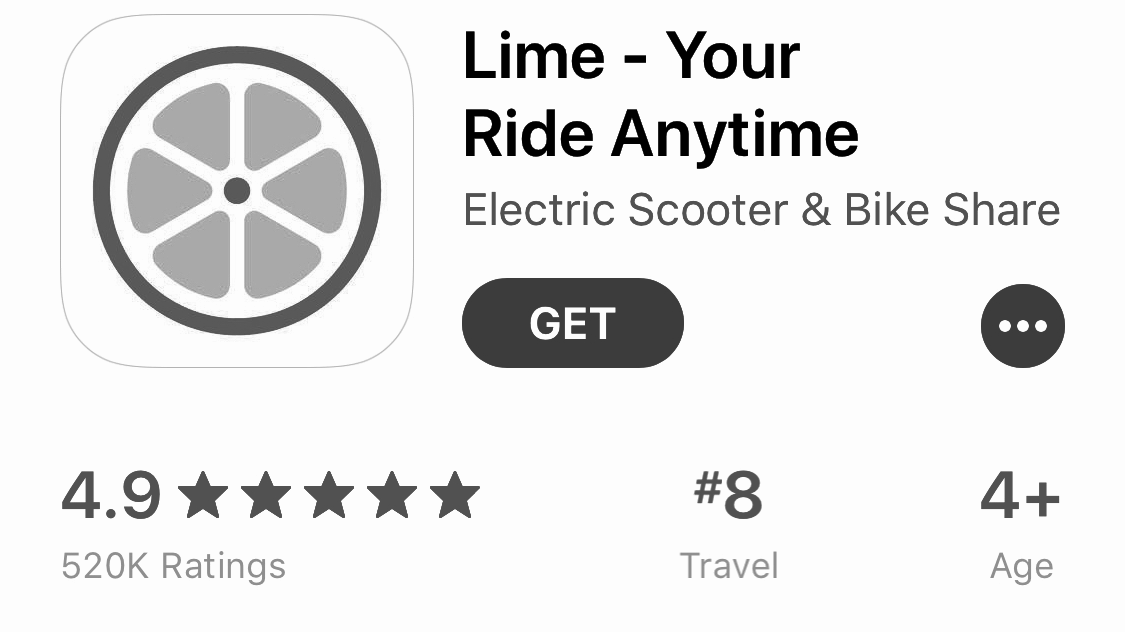 Lime - Your
Ride Anytime
Electric Scooter & Bike Share
GET
4.9
#8
4+
520K Ratings
Travel
Age